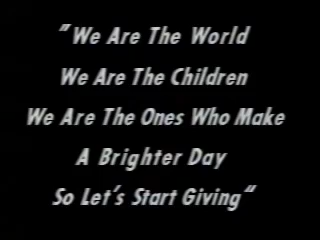 "We Are The World
We Are The Children
We Are The Ones Who Make
A Brighter Day
So Let's Start Giving"